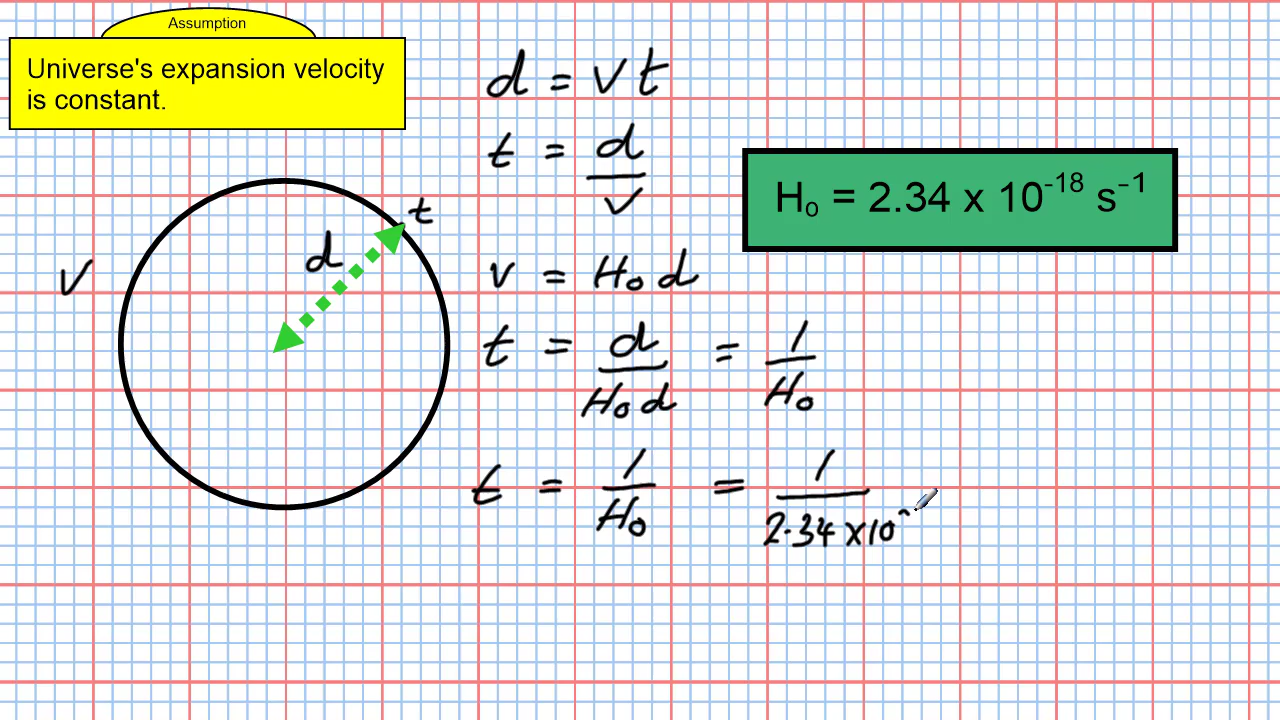 Assumption
Universe's expansion velocity
is constant.
d = vt
t = d/v
H₀ = 2.34 x 10⁻¹⁸ s⁻¹
t
d
V
v = H₀d
t = d/H₀d = 1/H₀
t = 1/H₀ = 1/2.34 x10⁻